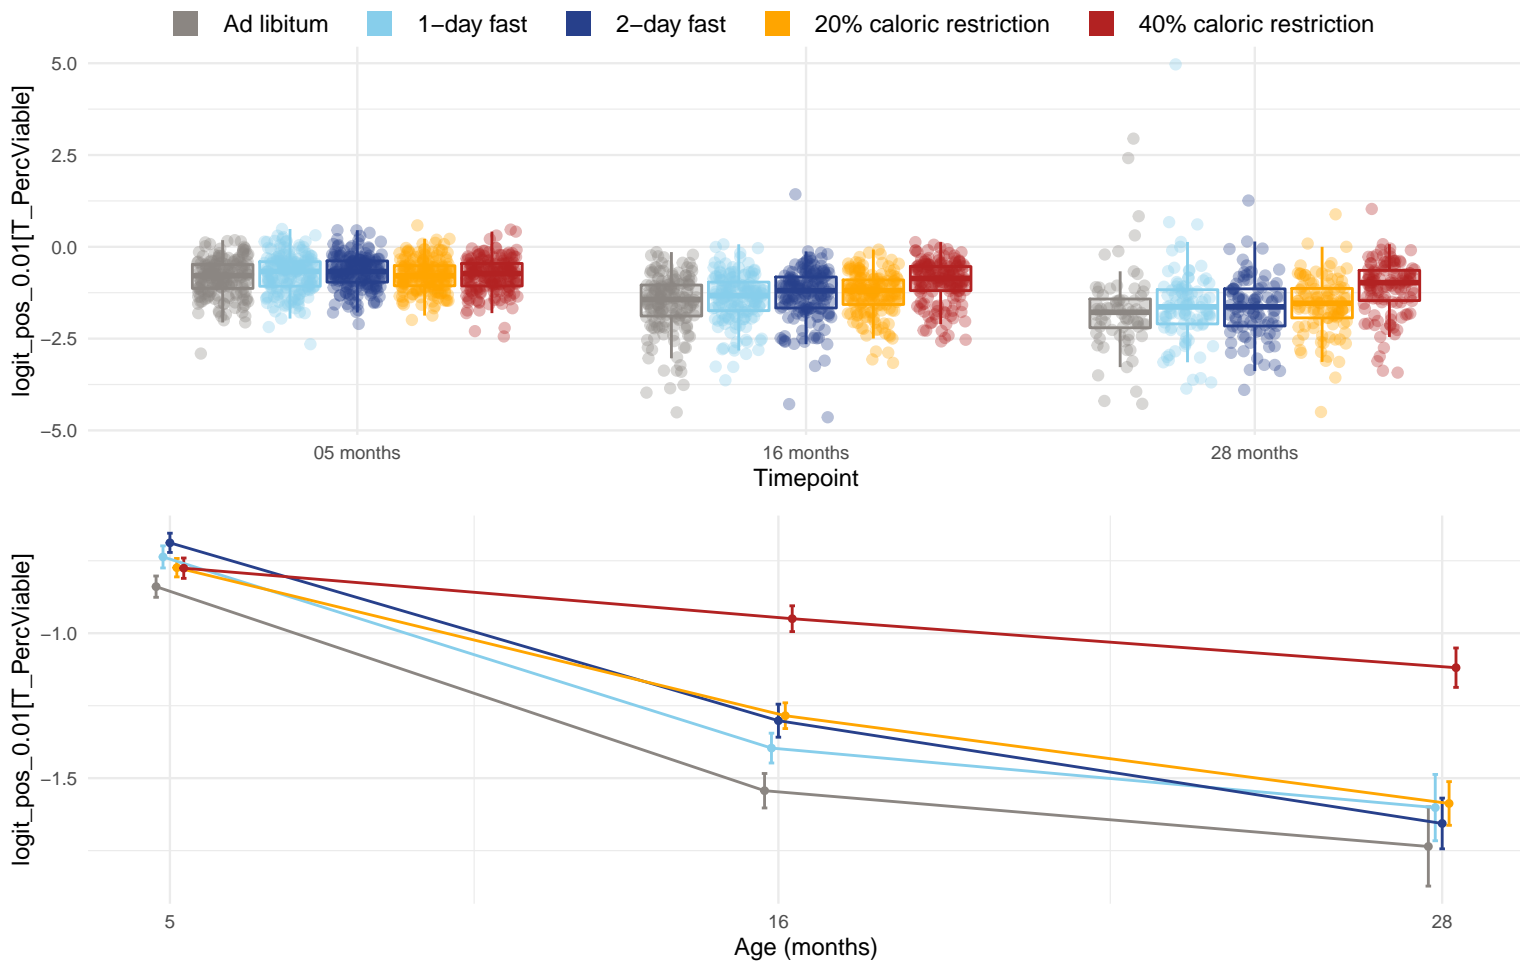 Ad libitum 1−day fast 2−day fast 20% caloric restriction 40% caloric restriction
logit_pos_0.01[T_PercViable]
5.0
2.5
0.0
−2.5
−5.0
05 months 16 months 28 months
Timepoint
logit_pos_0.01[T_PercViable]
−1.0
−1.5
5 16 28
Age (months)